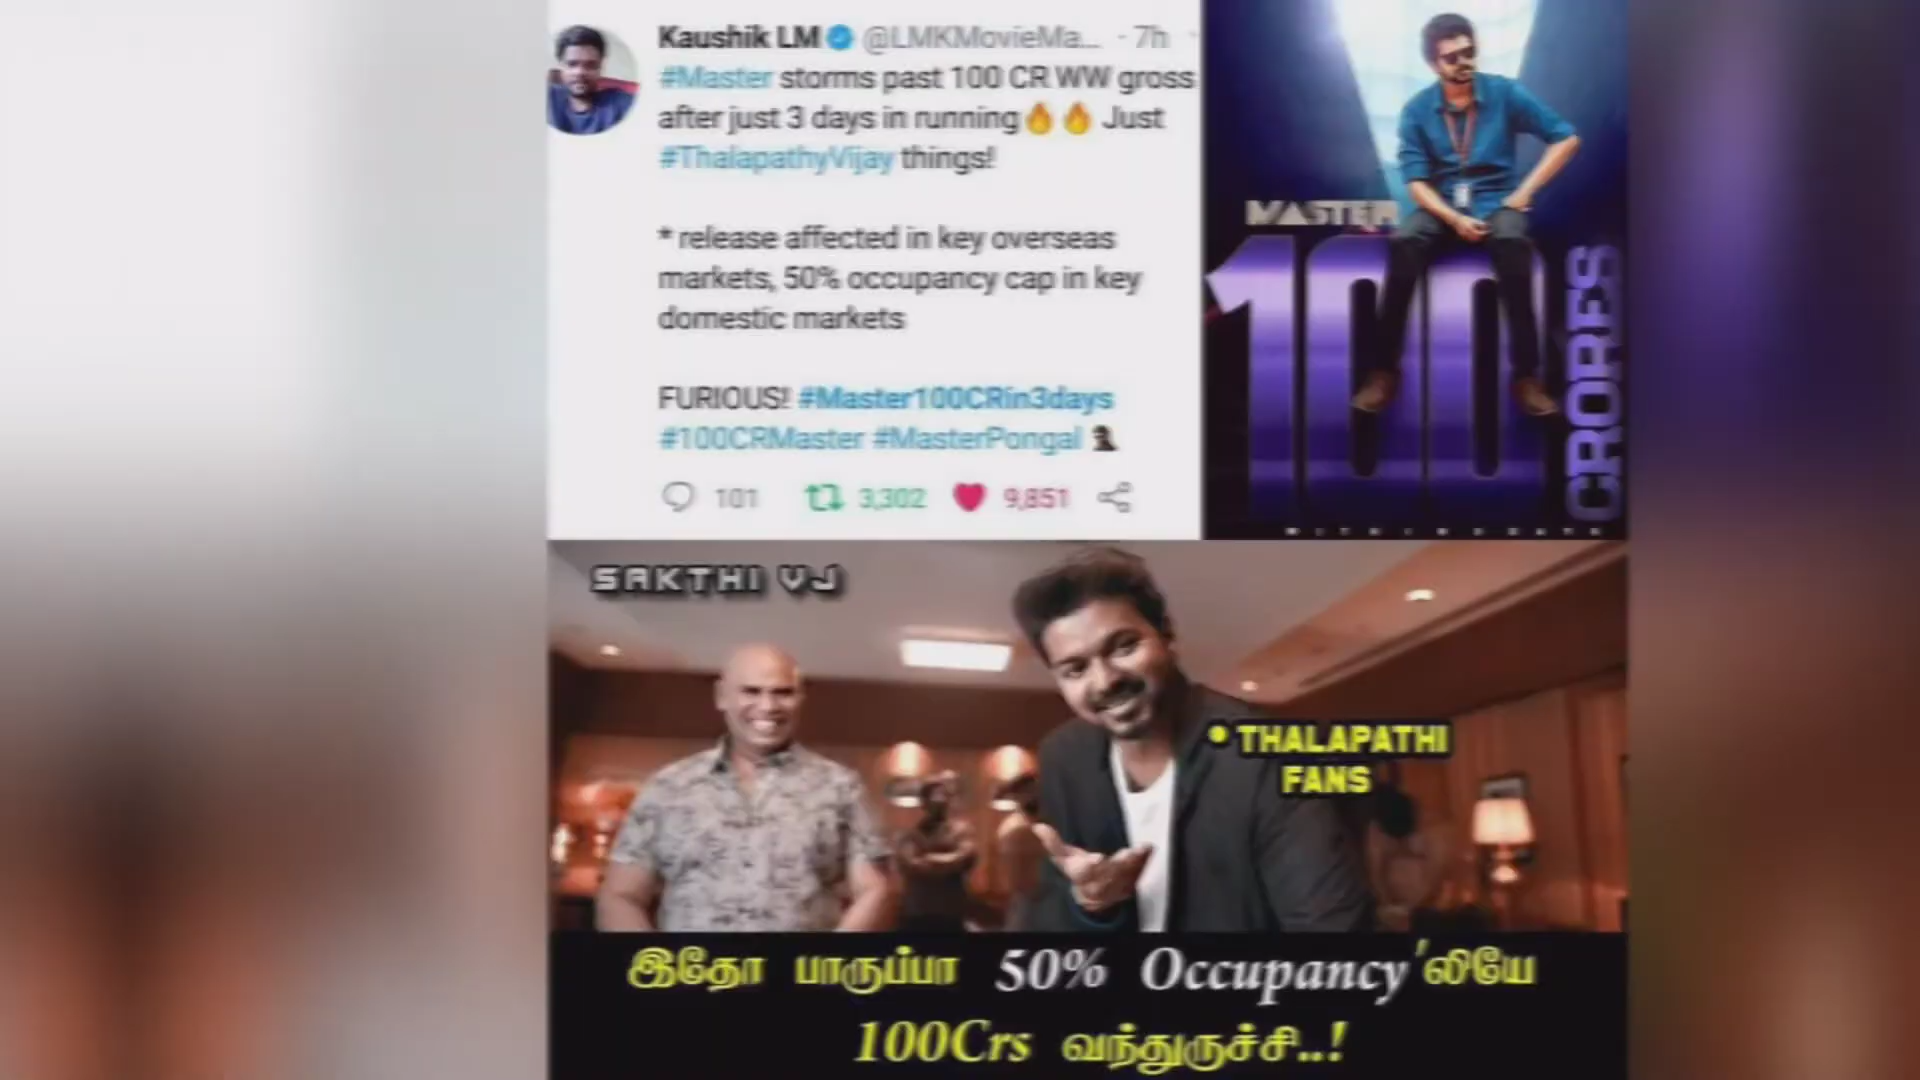 Kaushik LM @LMKMovieMa... · 7h
#Master storms past 100 CR WW gross
after just 3 days in running🔥🔥 Just
#ThalapathyVijay things!
* release affected in key overseas
markets, 50% occupancy cap in key
domestic markets
FURIOUS! #Master100CRin3days
#100CRMaster #MasterPongal
101 3,302 9,851
MASTER
100
CRORES
SAKTHI VJ
• THALAPATHI
FANS
இதோ பாருப்பா 50% Occupancy'லியே
100Crs வந்துருச்சி..!